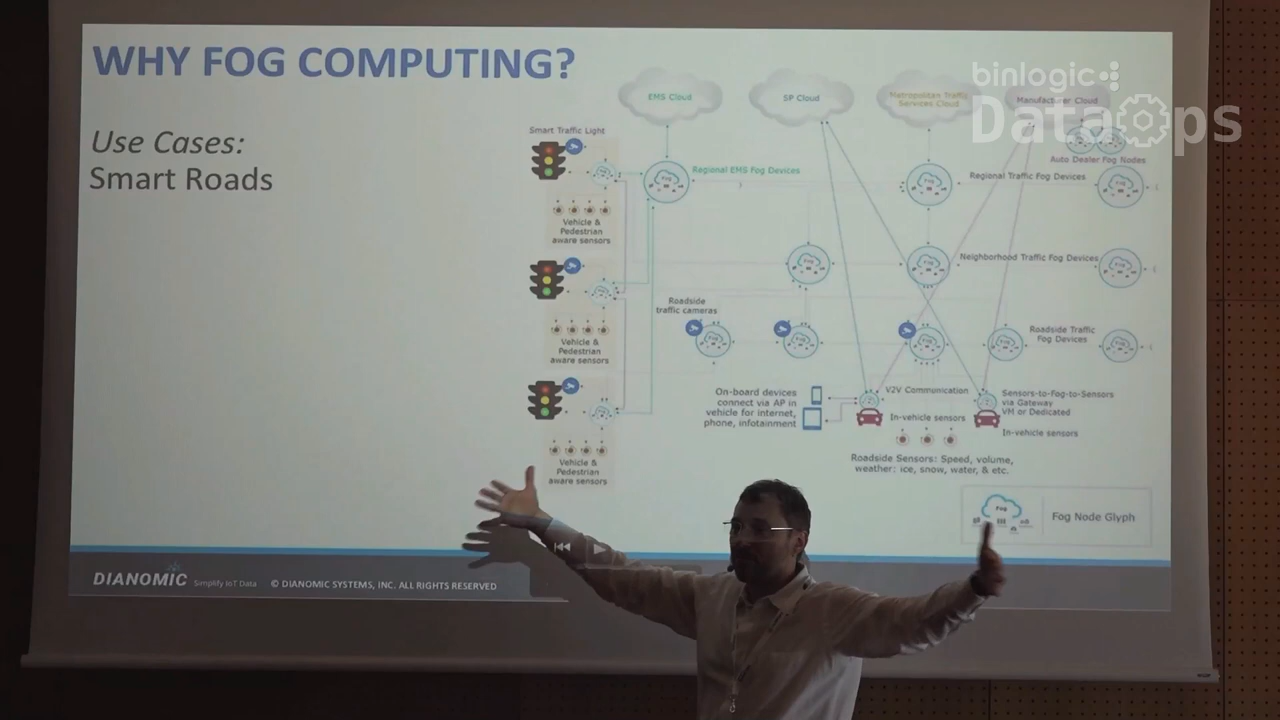 WHY FOG COMPUTING?
binlogic
DataOps
Use Cases:
Smart Roads
EMS Cloud
SP Cloud
Metropolitan Traffic
Services Cloud
Manufacturer Cloud
Smart Traffic Light
Auto Dealer Fog Nodes
Regional EMS Fog Devices
Regional Traffic Fog Devices
Vehicle &
Pedestrian
aware sensors
Neighborhood Traffic Fog Devices
Roadside
traffic cameras
Roadside Traffic
Fog Devices
Vehicle &
Pedestrian
aware sensors
On-board devices
connect via AP in
vehicle for internet,
phone, infotainment
V2V Communication
In-vehicle sensors
Sensors-to-Fog-to-Sensors
via Gateway
VM or Dedicated
In-vehicle sensors
Roadside Sensors: Speed, volume,
weather: ice, snow, water, & etc.
Vehicle &
Pedestrian
aware sensors
Fog
Fog Node Glyph
DIANOMIC Simplify IoT Data © DIANOMIC SYSTEMS, INC. ALL RIGHTS RESERVED